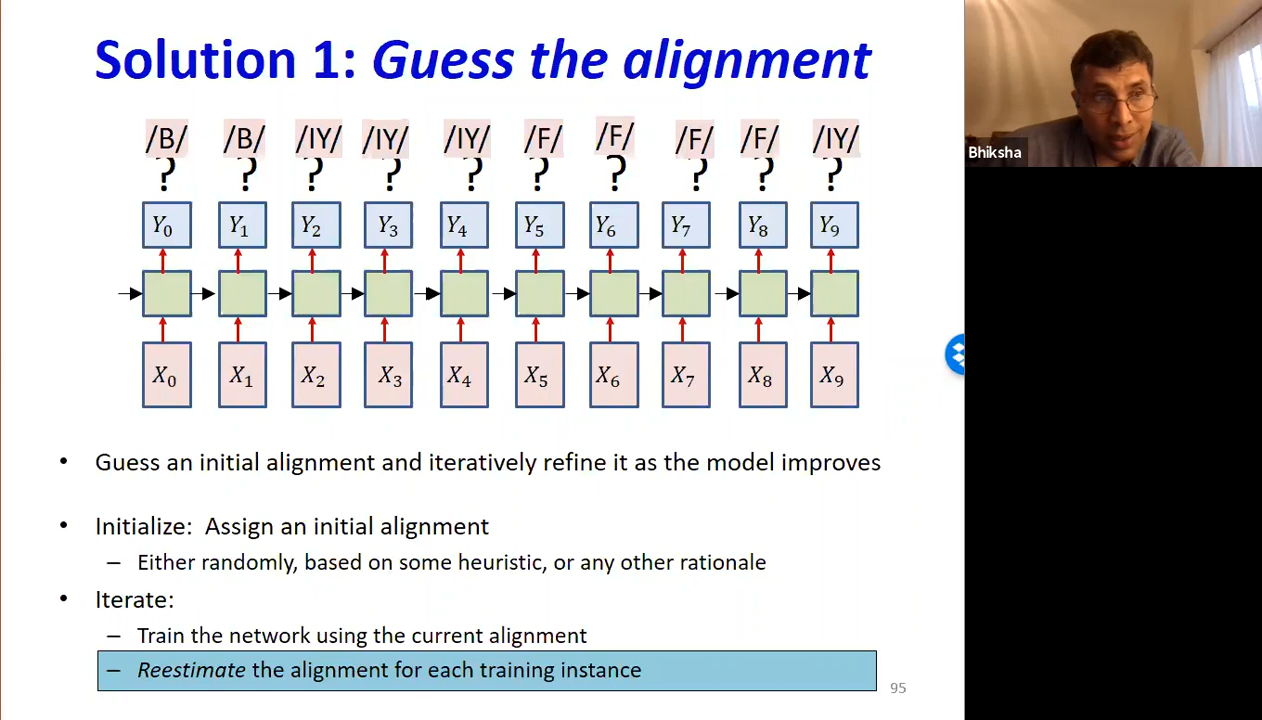 Solution 1: Guess the alignment
/B/ /B/ /IY/ /IY/ /IY/ /F/ /F/ /F/ /F/ /IY/
? ? ? ? ? ? ? ? ? ?
Y₀ Y₁ Y₂ Y₃ Y₄ Y₅ Y₆ Y₇ Y₈ Y₉
X₀ X₁ X₂ X₃ X₄ X₅ X₆ X₇ X₈ X₉
• Guess an initial alignment and iteratively refine it as the model improves
• Initialize: Assign an initial alignment
– Either randomly, based on some heuristic, or any other rationale
• Iterate:
– Train the network using the current alignment
– Reestimate the alignment for each training instance
95
Bhiksha